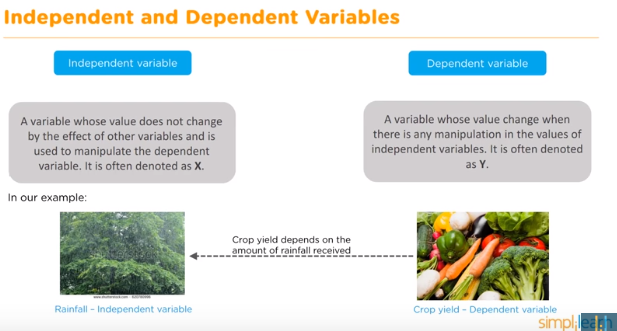 Independent and Dependent Variables
Independent variable
Dependent variable
A variable whose value does not change
by the effect of other variables and is
used to manipulate the dependent
variable. It is often denoted as X.
A variable whose value change when
there is any manipulation in the values of
independent variables. It is often denoted
as Y.
In our example:
Crop yield depends on the
amount of rainfall received
Rainfall – Independent variable
Crop yield – Dependent variable
simplilearn